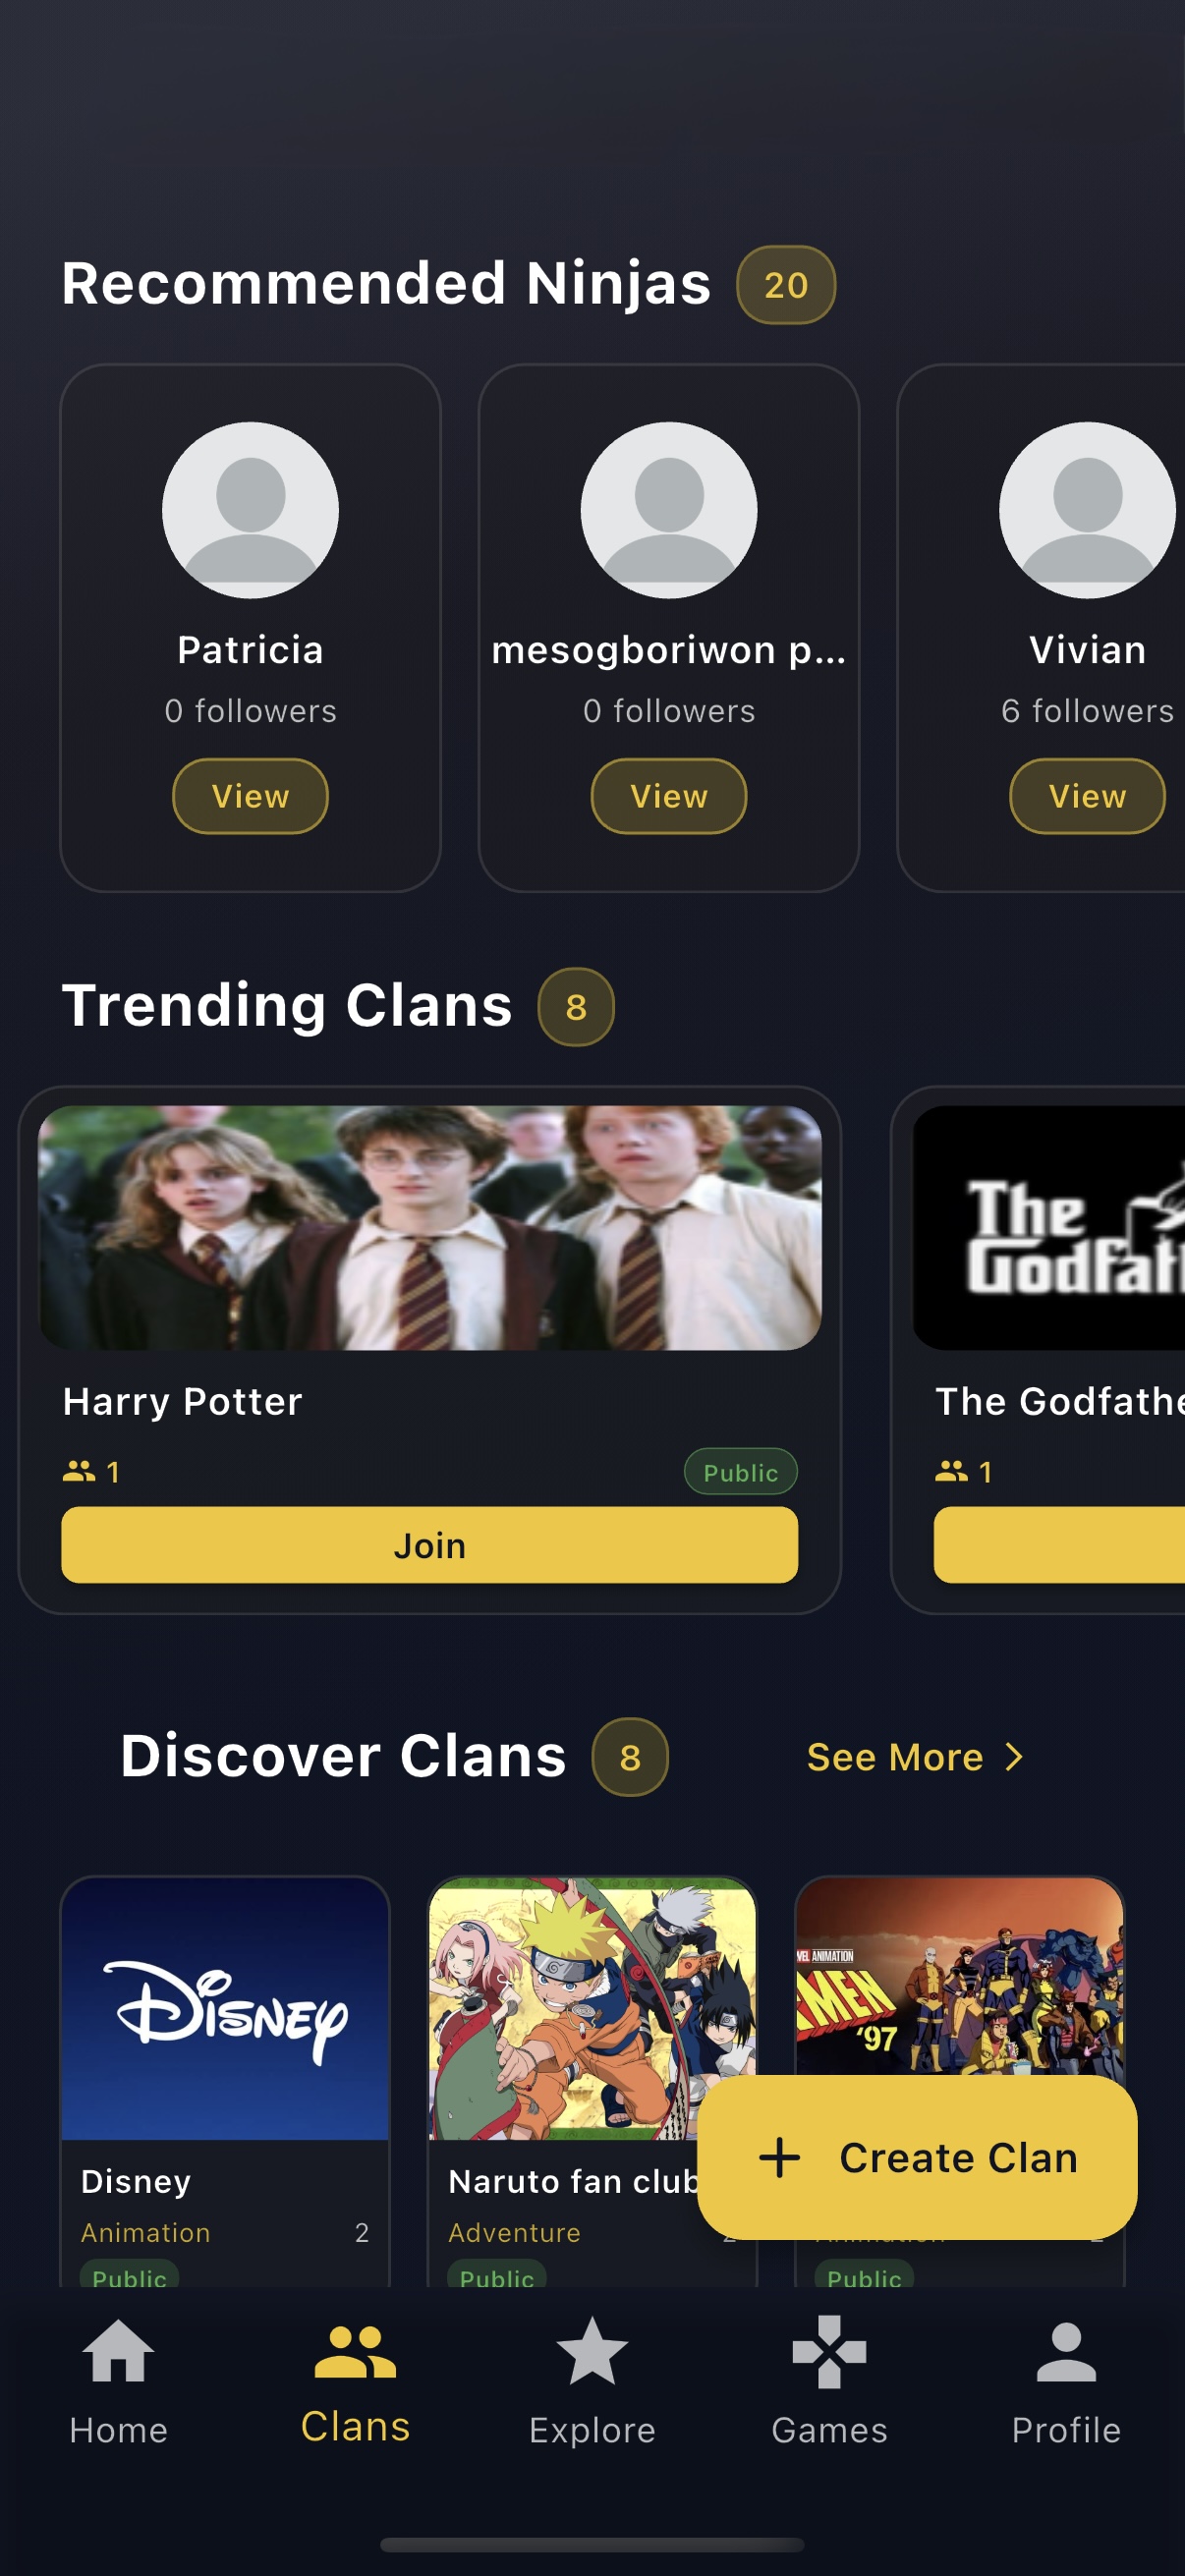 Recommended Ninjas 20
Patricia
0 followers
View
mesogboriwon p...
0 followers
View
Vivian
6 followers
View
Trending Clans 8
Harry Potter
1
Public
Join
The
Godfat
The Godfathe
1
Discover Clans 8
See More
Disney
Disney
Animation 2
Public
Naruto fan club
Adventure
Public
VEL ANIMATION
MEN
'97
Public
+ Create Clan
Home
Clans
Explore
Games
Profile